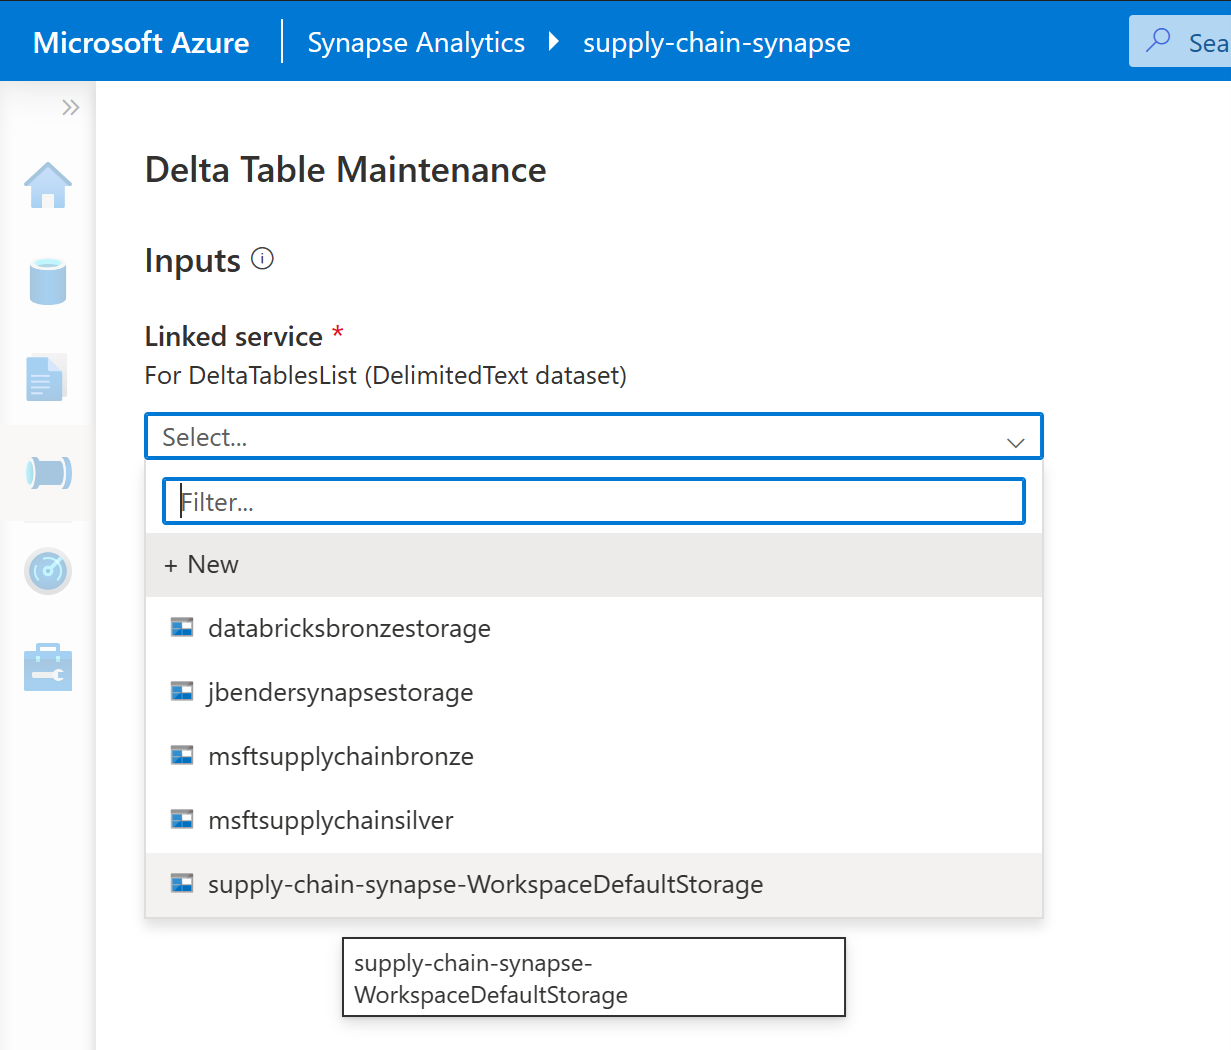 Microsoft Azure
Synapse Analytics
supply-chain-synapse
Sea
Delta Table Maintenance
Inputs
Linked service *
For DeltaTablesList (DelimitedText dataset)
Select...
Filter...
+ New
databricksbronzestorage
jbendersynapsestorage
msftsupplychainbronze
msftsupplychainsilver
supply-chain-synapse-WorkspaceDefaultStorage
supply-chain-synapse-
WorkspaceDefaultStorage